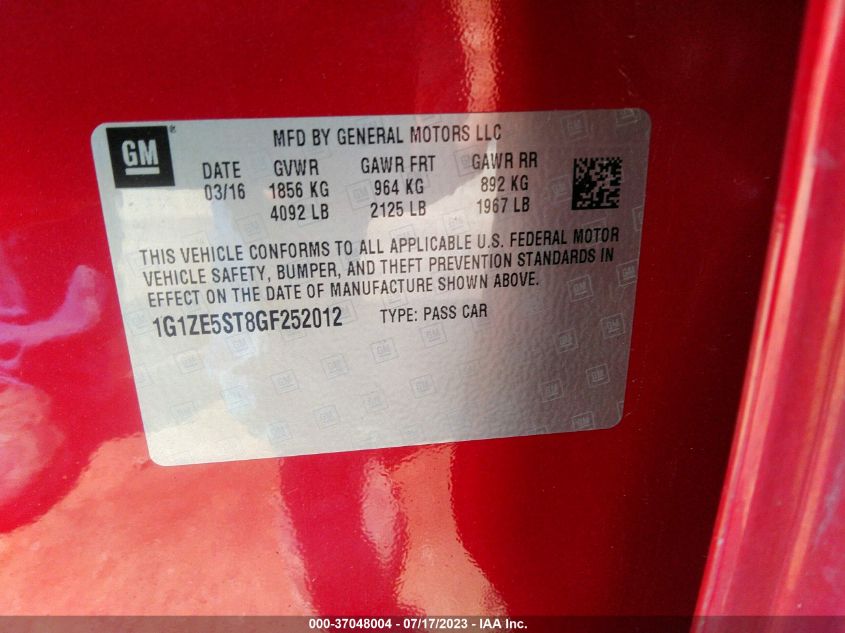 GM
MFD BY GENERAL MOTORS LLC
DATE GVWR GAWR FRT GAWR RR
03/16 1856 KG 964 KG 892 KG
4092 LB 2125 LB 1967 LB
THIS VEHICLE CONFORMS TO ALL APPLICABLE U.S. FEDERAL MOTOR
VEHICLE SAFETY, BUMPER, AND THEFT PREVENTION STANDARDS IN
EFFECT ON THE DATE OF MANUFACTURE SHOWN ABOVE.
1G1ZE5ST8GF252012 TYPE: PASS CAR
000-37048004 - 07/17/2023 - IAA Inc.